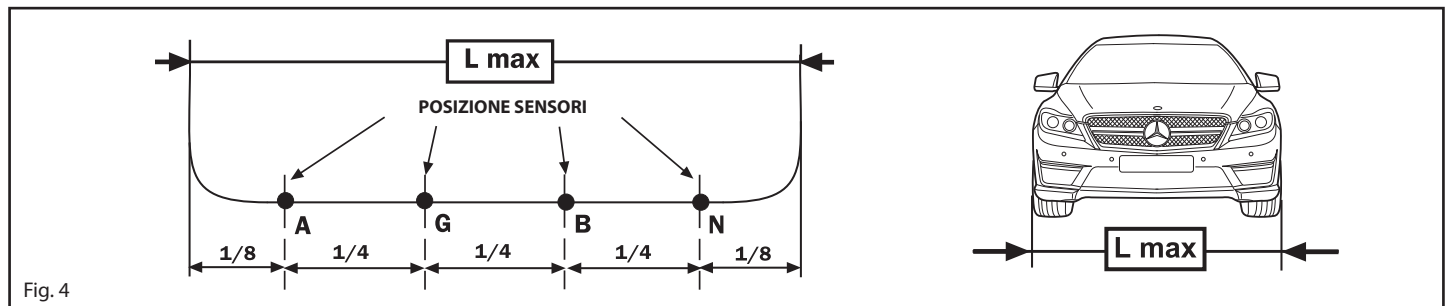 L max
POSIZIONE SENSORI
A G B N
1/8 1/4 1/4 1/4 1/8
L max
Fig. 4